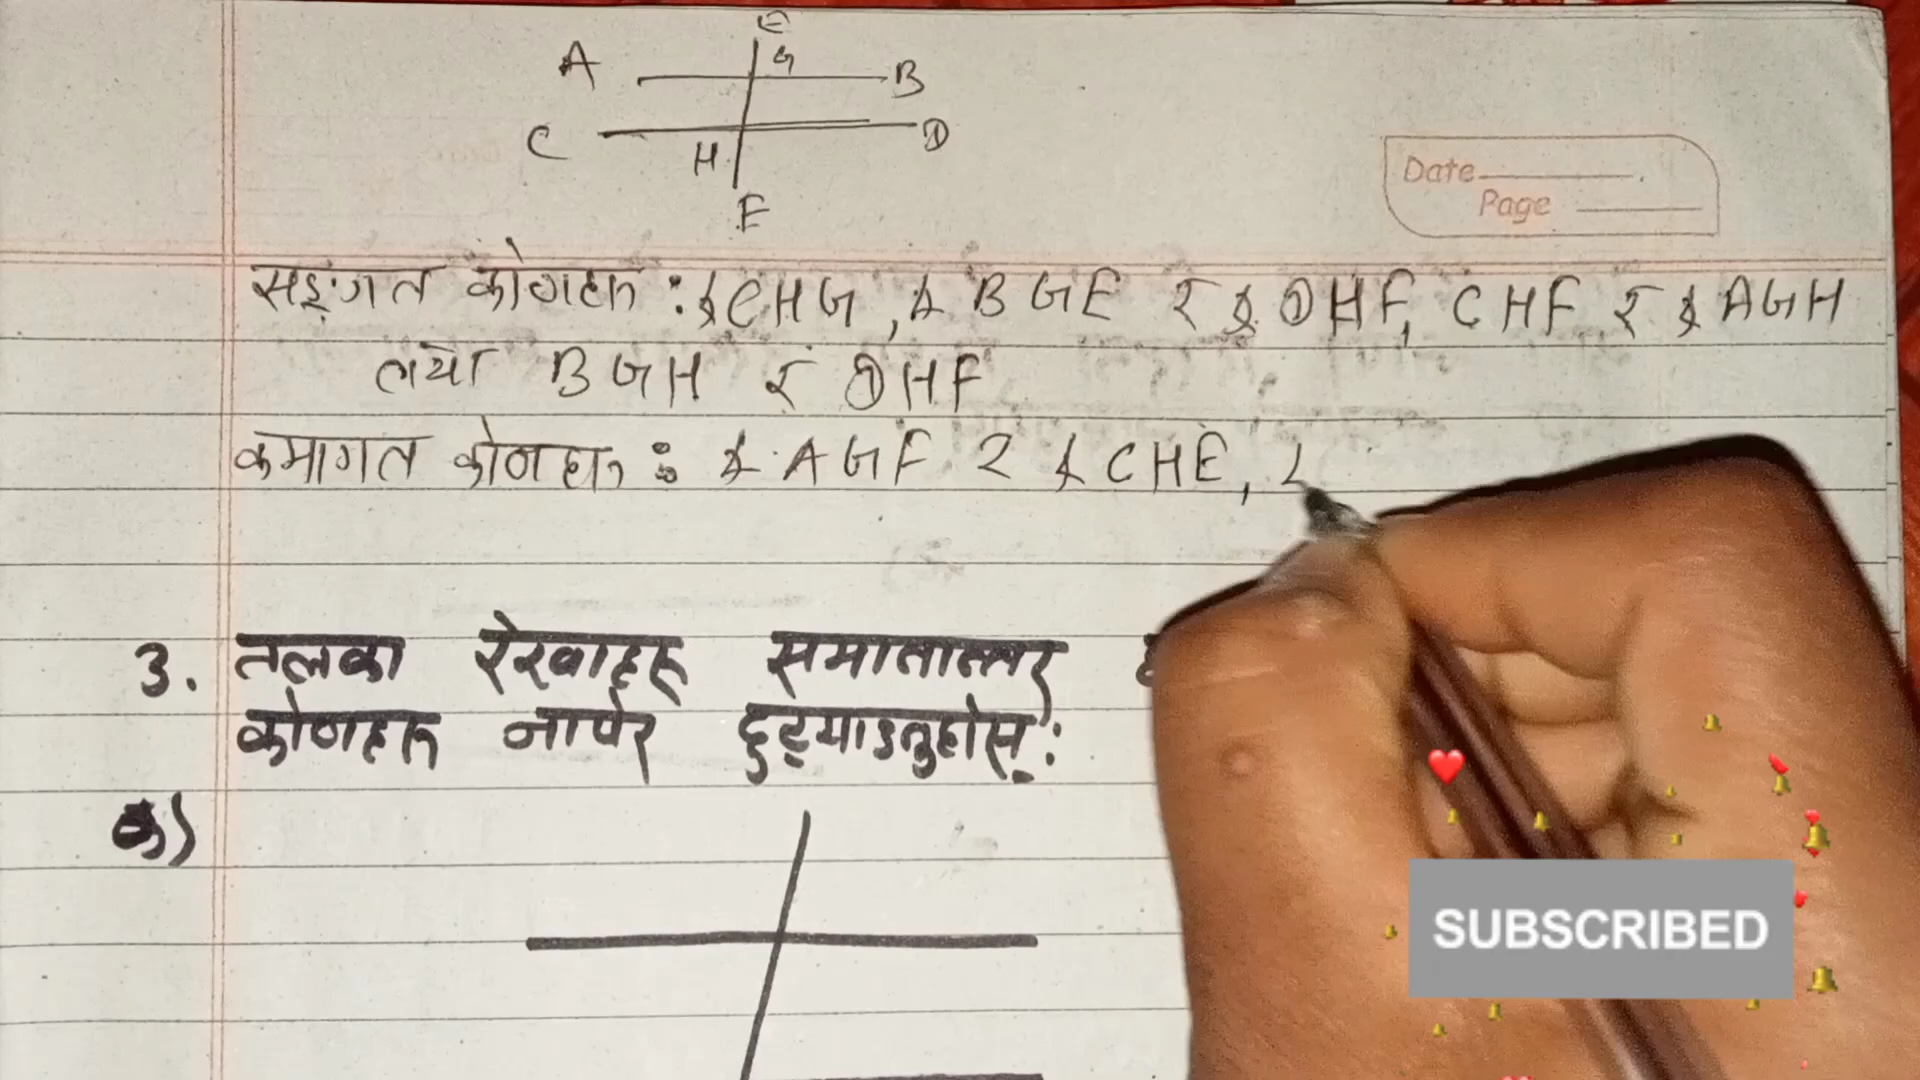 E
A G B
C H D
F
Date
Page
सङ्गत कोणहरू : ∠CHG, ∠BGE र ∠DHF, CHF र ∠AGH
तथा BGH र DHF
क्रमागत कोणहरू : ∠AGF र ∠CHE, ∠
3. तलका रेखाहरू समानान्तर
कोणहरू नापेर छुट्याउनुहोस् :
क)
SUBSCRIBED